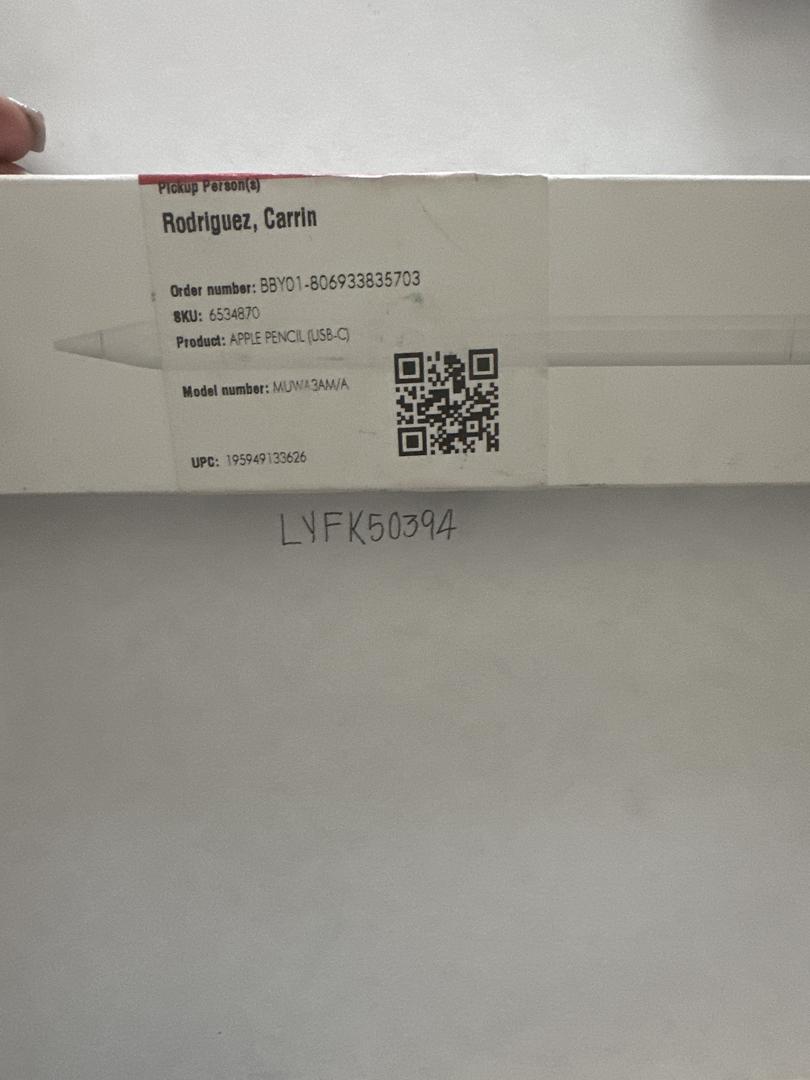 Pickup Person(s)
Rodriguez, Carrin
Order number: BBY01-806933835703
SKU: 6534870
Product: APPLE PENCIL (USB-C)
Model number: MUWA3AM/A
UPC: 195949133626
LYFK50394